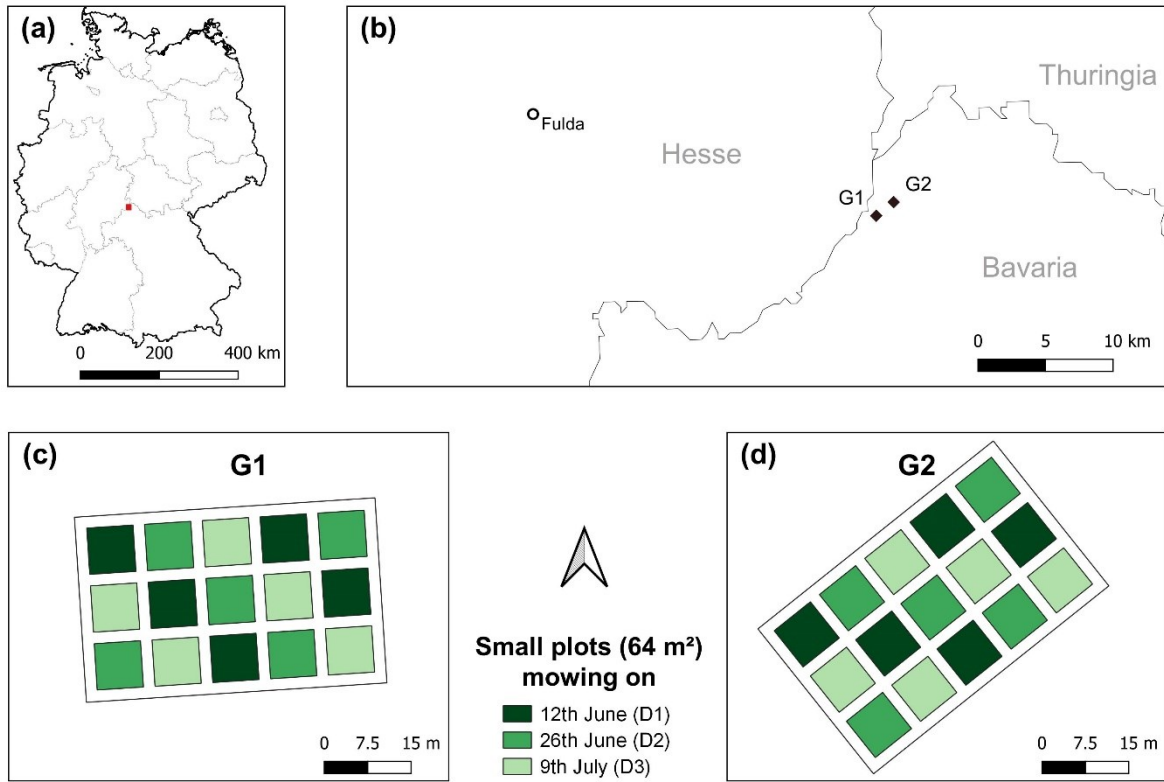 (a)
0 200 400 km
(b)
Thuringia
Fulda
Hesse
G1
G2
Bavaria
0 5 10 km
(c)
G1
0 7.5 15 m
Small plots (64 m²)
mowing on
12th June (D1)
26th June (D2)
9th July (D3)
(d)
G2
0 7.5 15 m